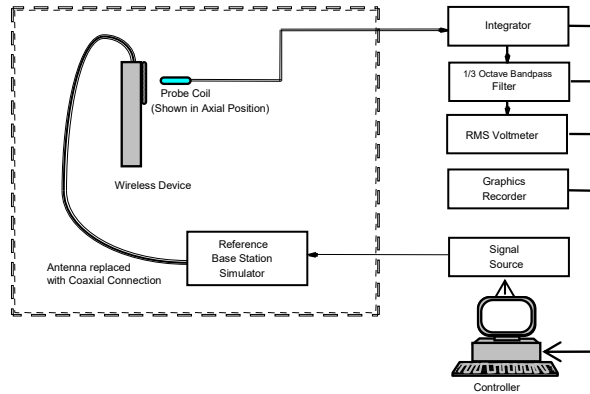 Integrator
1/3 Octave Bandpass
Filter
RMS Voltmeter
Graphics
Recorder
Signal
Source
Controller
Probe Coil
(Shown in Axial Position)
Wireless Device
Reference
Base Station
Simulator
Antenna replaced
with Coaxial Connection